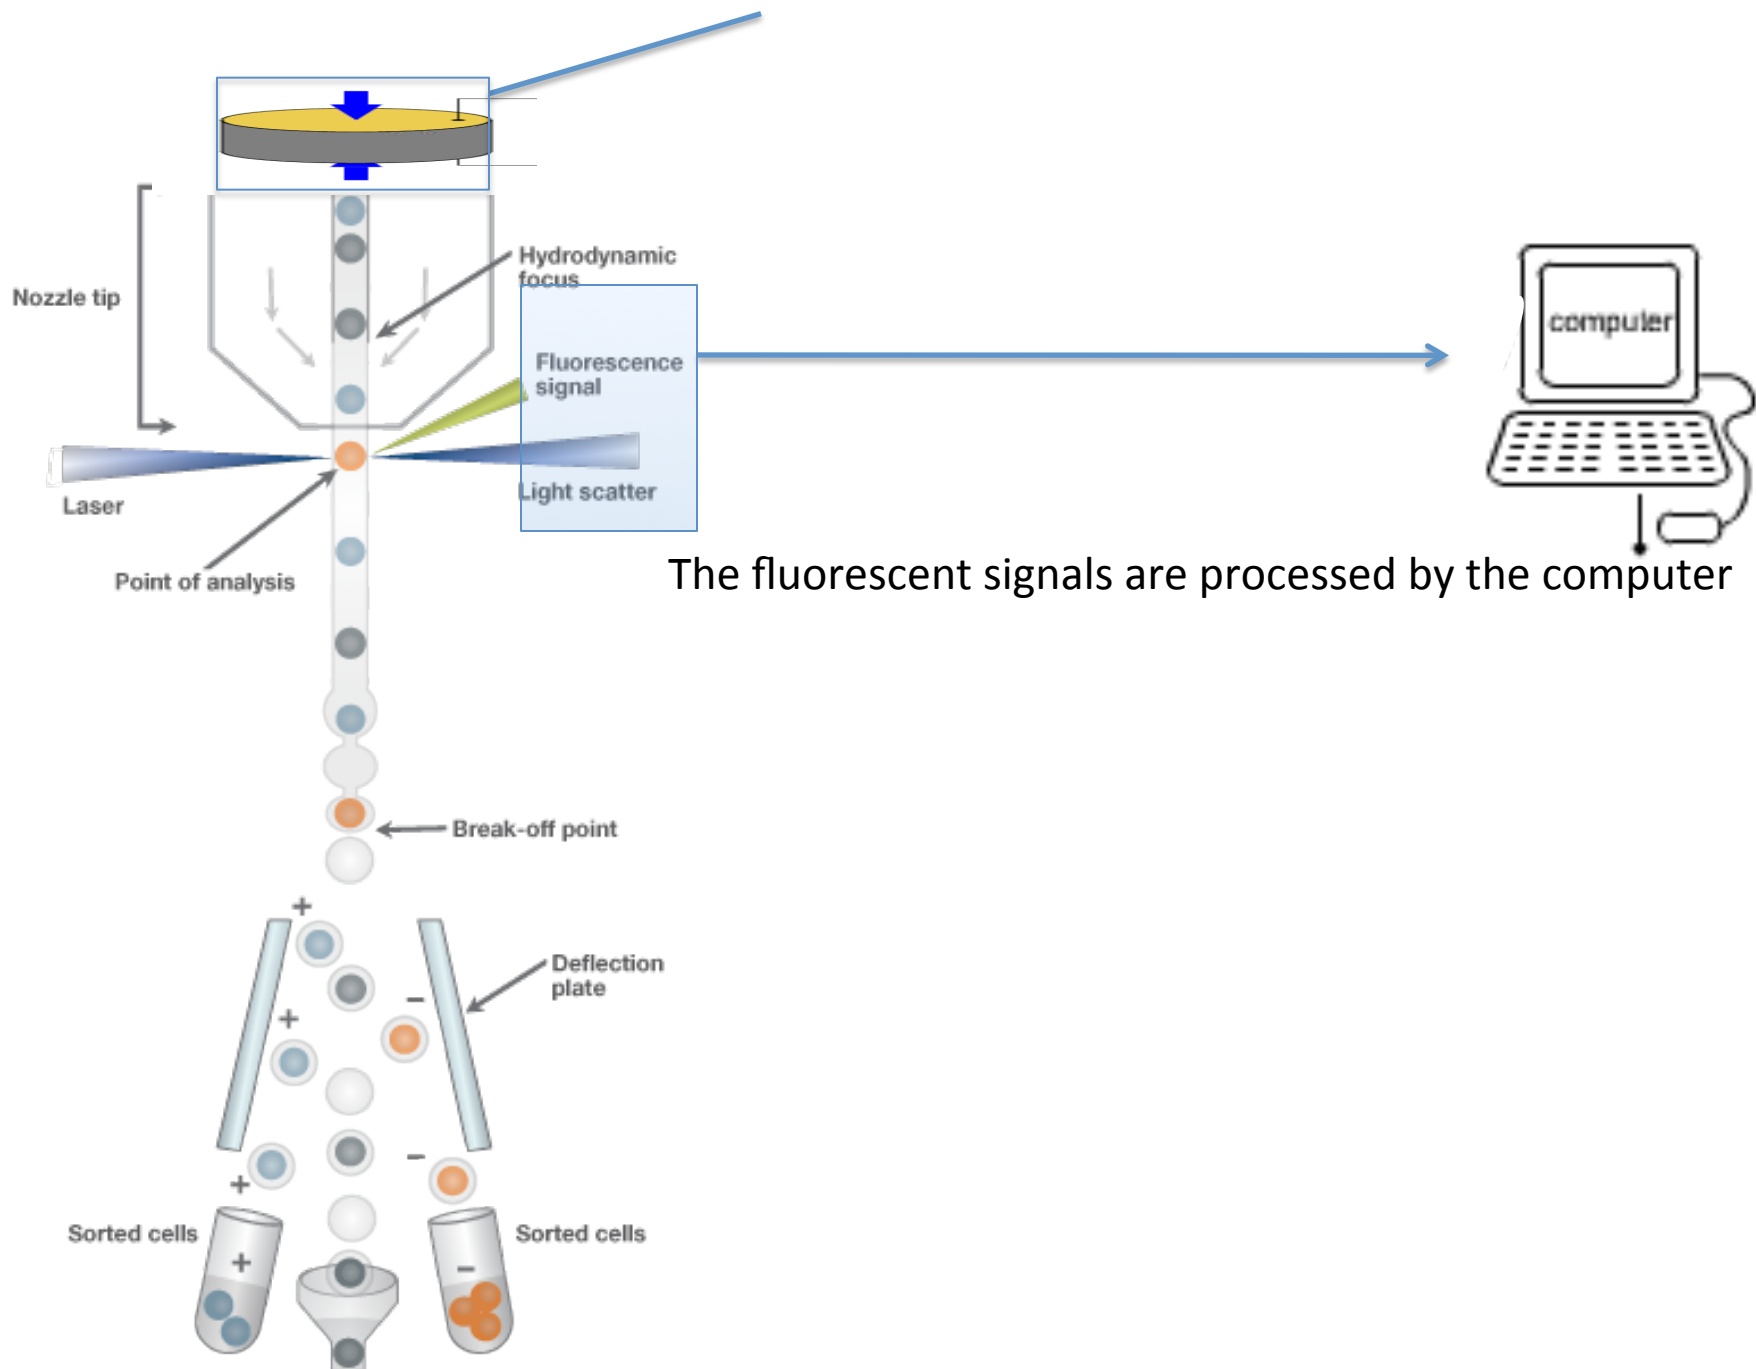 Hydrodynamic
focus
Nozzle tip
computer
Fluorescence
signal
Light scatter
Laser
Point of analysis
The fluorescent signals are processed by the computer
Break-off point
+
Deflection
plate
-
+
-
+
Sorted cells
Sorted cells
+
-